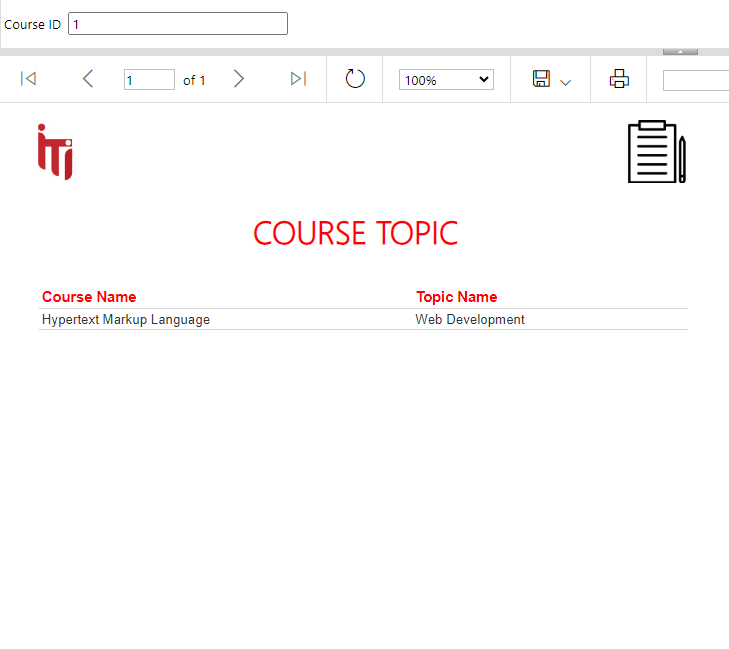 Course ID 1
1 of 1 100%
iTi
COURSE TOPIC
Course Name Topic Name
Hypertext Markup Language Web Development